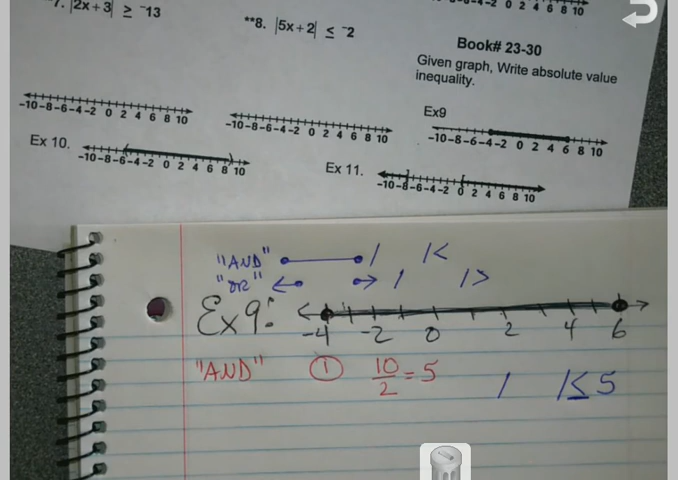 7. |2x+3| ≥ ⁻13
**8. |5x+2| ≤ ⁻2
-4 -2 0 2 4 6 8 10
Book# 23-30
Given graph, Write absolute value
inequality.
-10 -8 -6 -4 -2 0 2 4 6 8 10
-10 -8 -6 -4 -2 0 2 4 6 8 10
Ex9
-10 -8 -6 -4 -2 0 2 4 6 8 10
Ex 10.
-10 -8 -6 -4 -2 0 2 4 6 8 10
Ex 11.
-10 -8 -6 -4 -2 0 2 4 6 8 10
"AND" | |<
"OR" | |>
Ex9: -4 -2 0 2 4 6
"AND" ① 10/2 = 5 | |≤ 5